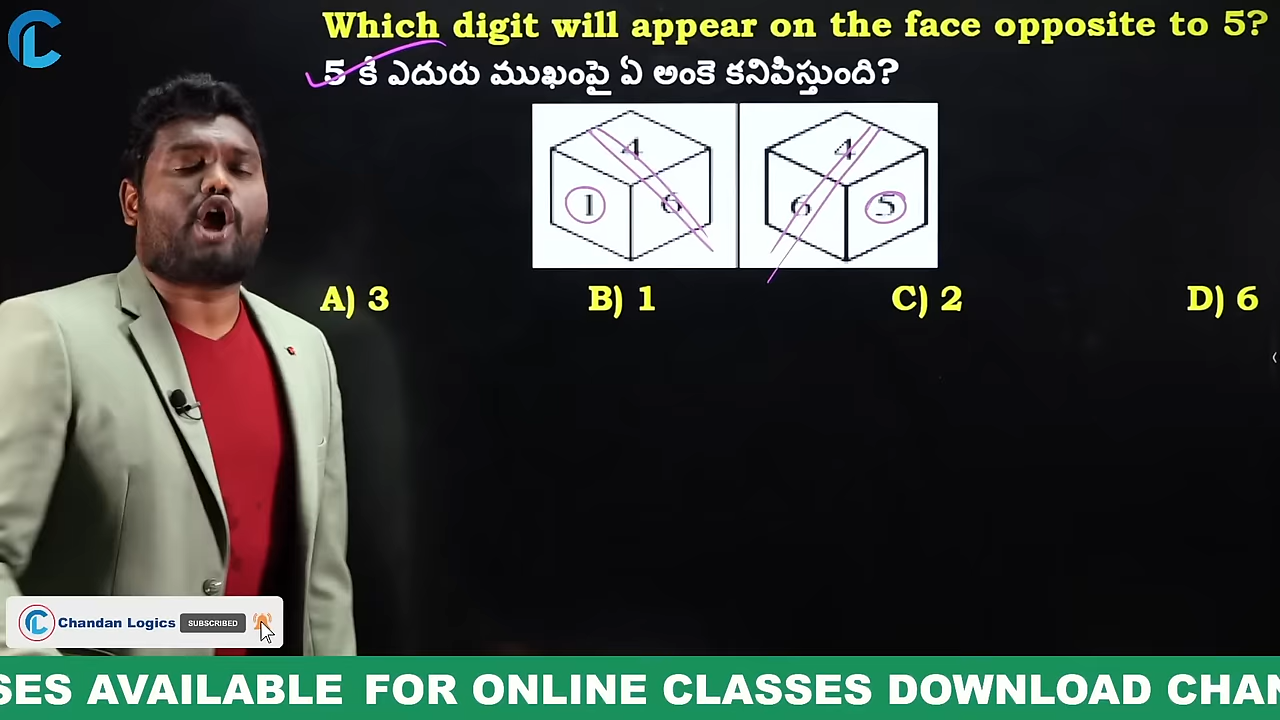 Which digit will appear on the face opposite to 5?
5 కి ఎదురు ముఖంపై ఏ అంకె కనిపిస్తుంది?
4
1
6
4
6
5
A) 3
B) 1
C) 2
D) 6
Chandan Logics
SUBSCRIBED
SES AVAILABLE FOR ONLINE CLASSES DOWNLOAD CHAN